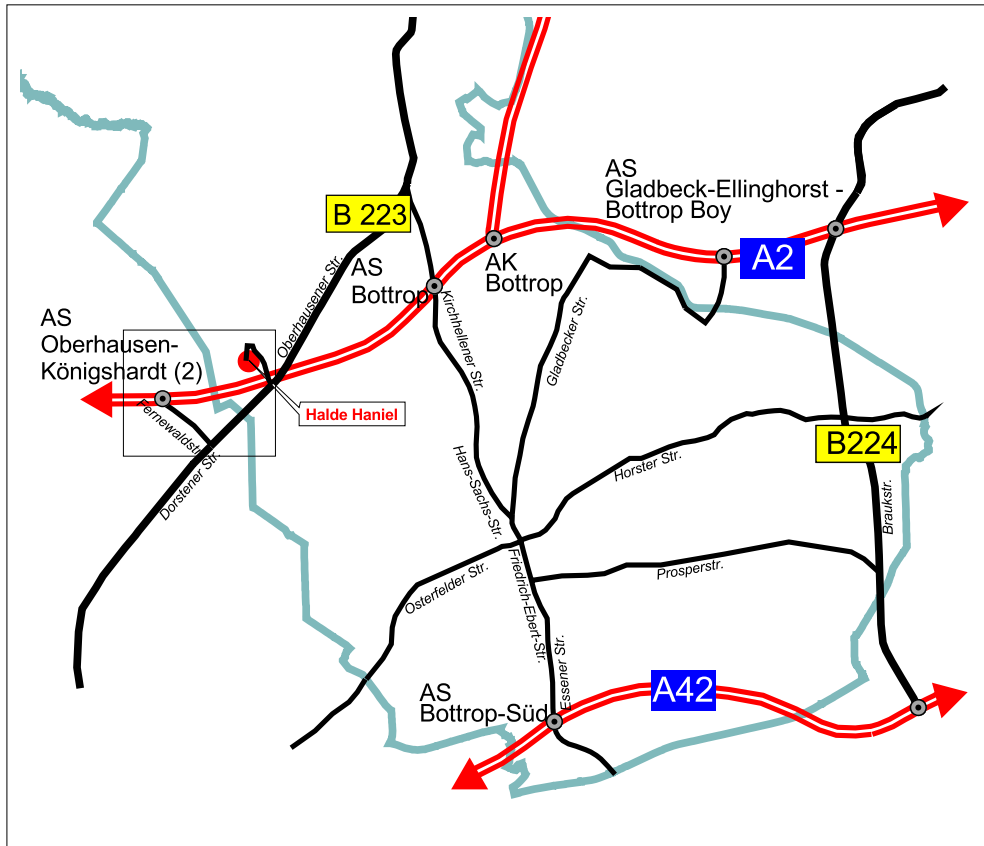 AS
Gladbeck-Ellinghorst -
Bottrop Boy
B 223
A2
AS
Bottrop
AK
Bottrop
Oberhausener Str.
Kirchhellener Str.
Gladbecker Str.
AS
Oberhausen-
Königshardt (2)
Halde Haniel
Fernewaldstr.
Dorstener Str.
B224
Hans-Sachs-Str.
Horster Str.
Braukstr.
Osterfelder Str.
Friedrich-Ebert-Str.
Prosperstr.
Essener Str.
AS
Bottrop-Süd
A42